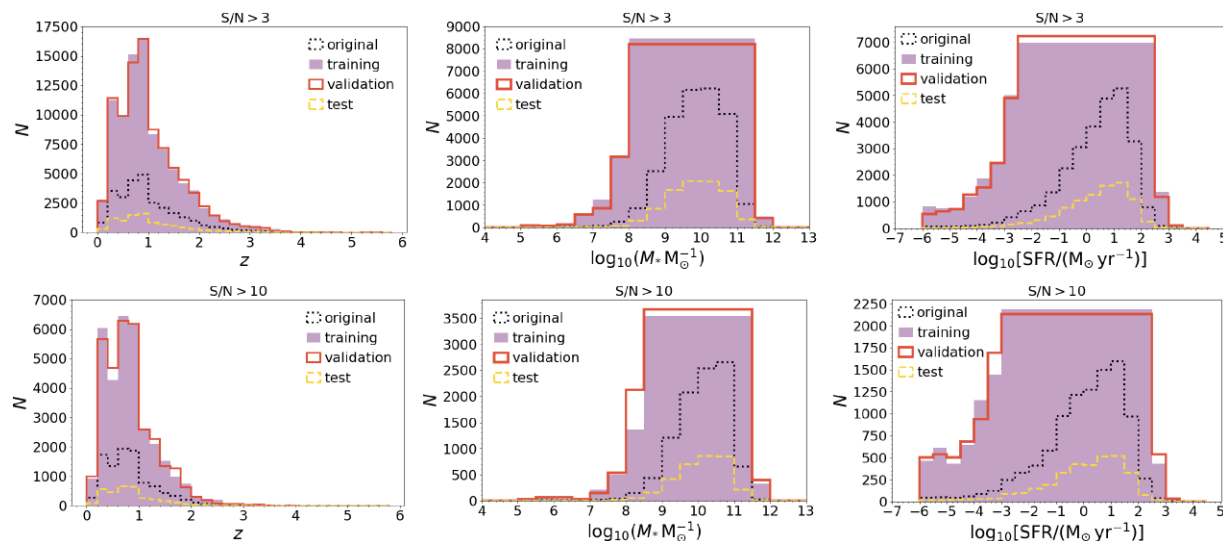 S/N > 3
17500
15000
12500
10000
7500
5000
2500
0
N
original
training
validation
test
0 1 2 3 4 5 6
z
S/N > 3
9000
8000
7000
6000
5000
4000
3000
2000
1000
0
N
original
training
validation
test
4 5 6 7 8 9 10 11 12 13
log₁₀(M* M⊙⁻¹)
S/N > 3
7000
6000
5000
4000
3000
2000
1000
0
N
original
training
validation
test
−7 −6 −5 −4 −3 −2 −1 0 1 2 3 4 5
log₁₀[SFR/(M⊙ yr⁻¹)]
S/N > 10
7000
6000
5000
4000
3000
2000
1000
0
N
original
training
validation
test
0 1 2 3 4 5 6
z
S/N > 10
3500
3000
2500
2000
1500
1000
500
0
N
original
training
validation
test
4 5 6 7 8 9 10 11 12 13
log₁₀(M* M⊙⁻¹)
S/N > 10
2250
2000
1750
1500
1250
1000
750
500
250
0
N
original
training
validation
test
−7 −6 −5 −4 −3 −2 −1 0 1 2 3 4 5
log₁₀[SFR/(M⊙ yr⁻¹)]